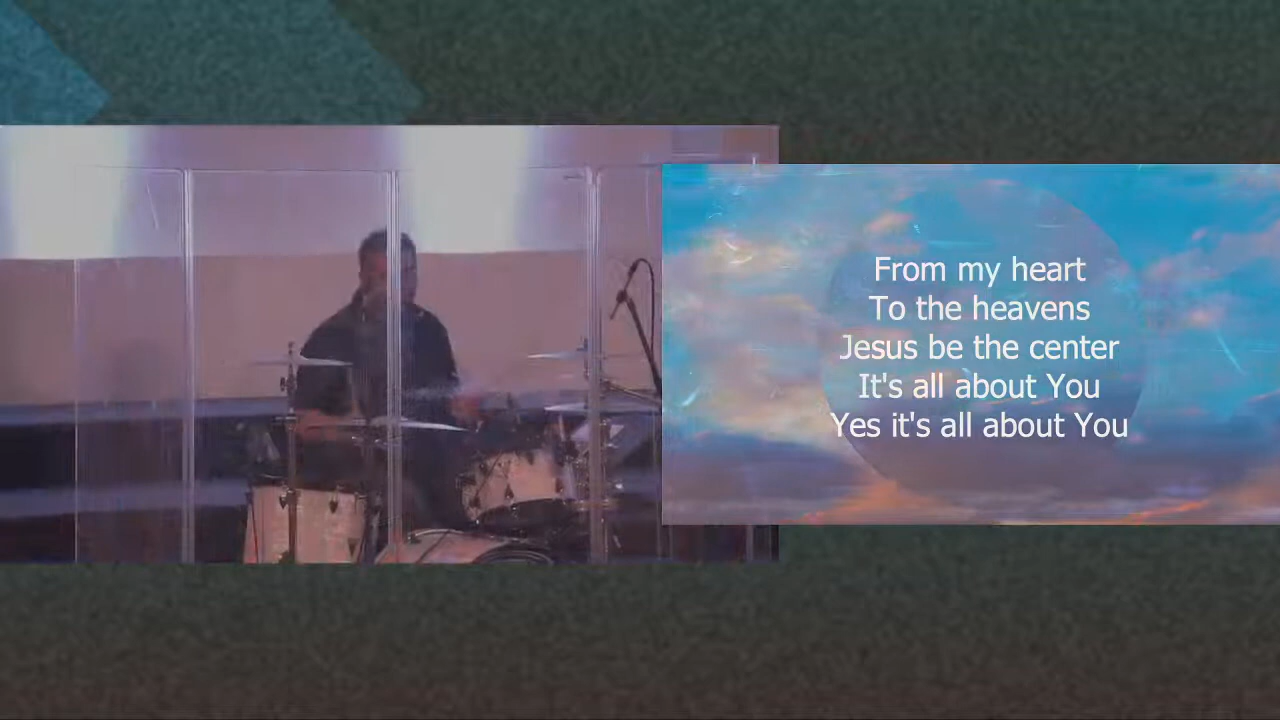 From my heart
To the heavens
Jesus be the center
It's all about You
Yes it's all about You